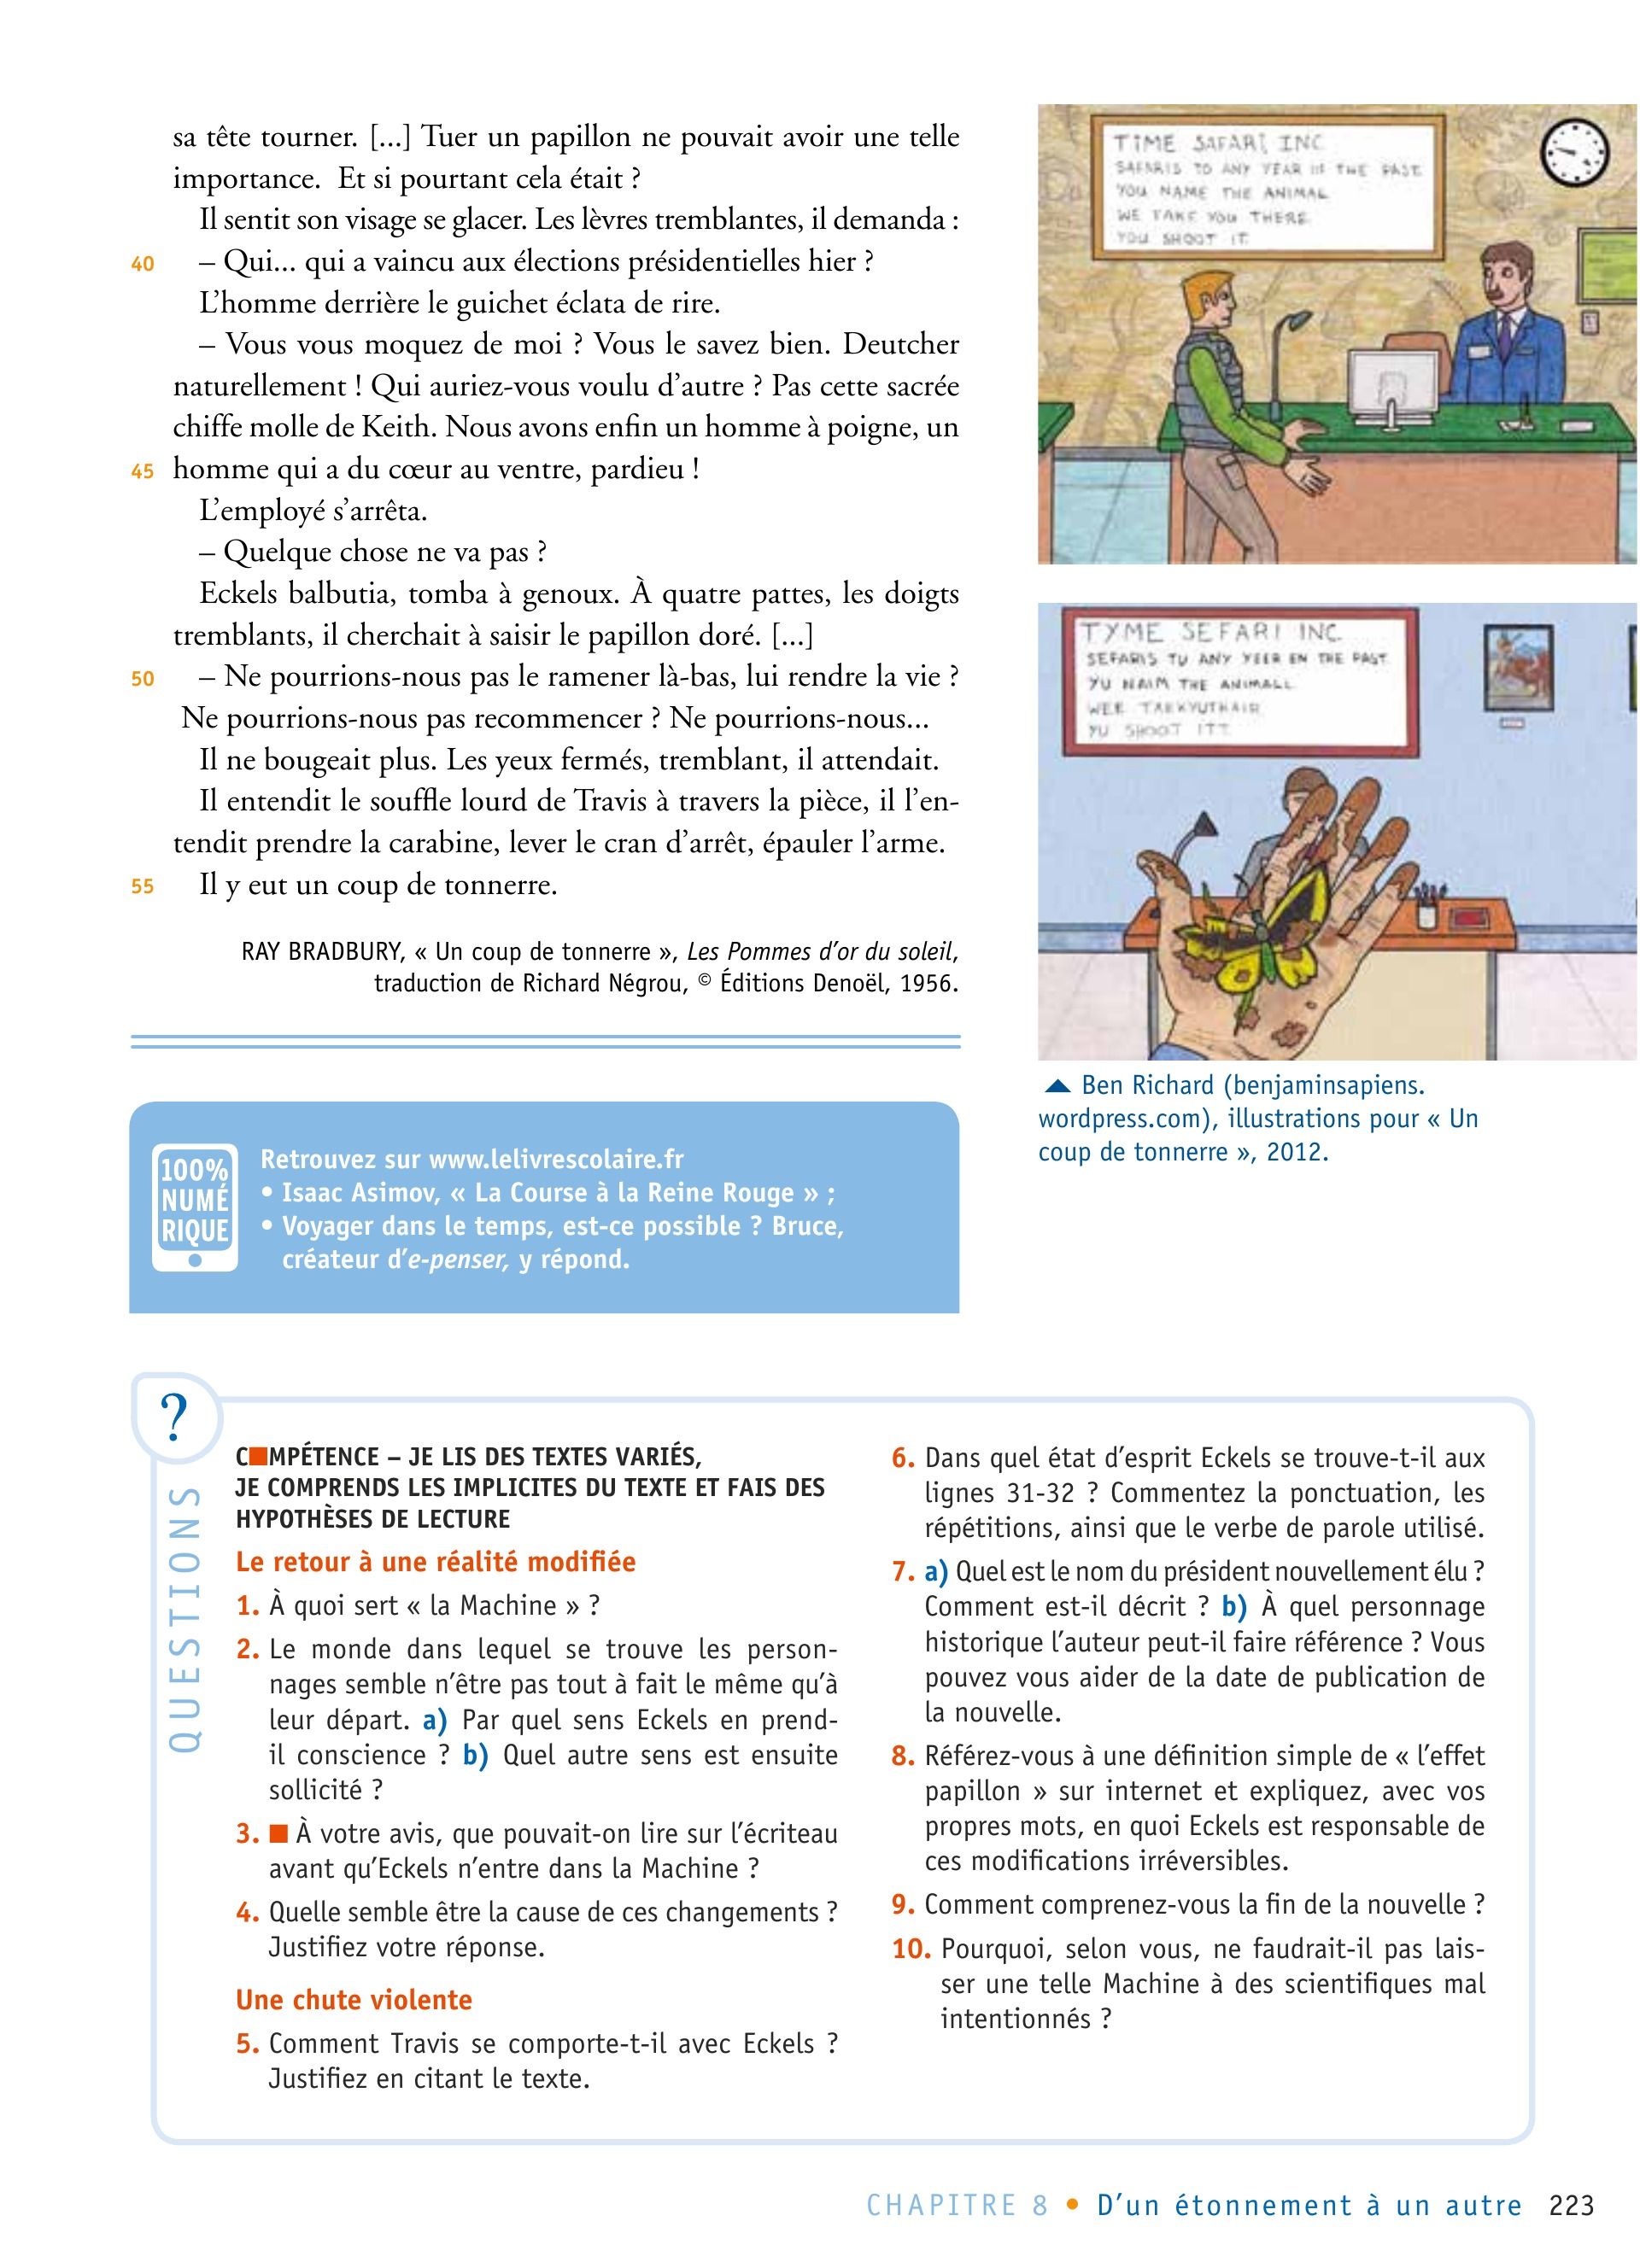 sa tête tourner. [...] Tuer un papillon ne pouvait avoir une telle
importance.  Et si pourtant cela était ?
Il sentit son visage se glacer. Les lèvres tremblantes, il demanda :
40 – Qui... qui a vaincu aux élections présidentielles hier ?
L’homme derrière le guichet éclata de rire.
– Vous vous moquez de moi ? Vous le savez bien. Deutcher
naturellement ! Qui auriez-vous voulu d’autre ? Pas cette sacrée
chiffe molle de Keith. Nous avons enfin un homme à poigne, un
45 homme qui a du cœur au ventre, pardieu !
L’employé s’arrêta.
– Quelque chose ne va pas ?
Eckels balbutia, tomba à genoux. À quatre pattes, les doigts
tremblants, il cherchait à saisir le papillon doré. [...]
50 – Ne pourrions-nous pas le ramener là-bas, lui rendre la vie ?
Ne pourrions-nous pas recommencer ? Ne pourrions-nous...
Il ne bougeait plus. Les yeux fermés, tremblant, il attendait.
Il entendit le souffle lourd de Travis à travers la pièce, il l’en-
tendit prendre la carabine, lever le cran d’arrêt, épauler l’arme.
55 Il y eut un coup de tonnerre.
RAY BRADBURY, « Un coup de tonnerre », Les Pommes d’or du soleil,
traduction de Richard Négrou, © Éditions Denoël, 1956.
TIME SAFARI, INC.
SAFARIS TO ANY YEAR IN THE PAST.
YOU NAME THE ANIMAL
WE TAKE YOU THERE
YOU SHOOT IT.
TYME SEFARI INC.
SEFARIS TU ANY YEER EN THE PAST.
YU NAIM THE ANIMALL
WEE TAEKYUTHAIR
YU SHOOT ITT.
Ben Richard (benjaminsapiens.
wordpress.com), illustrations pour « Un
coup de tonnerre », 2012.
100%
NUMÉ
RIQUE
Retrouvez sur www.lelivrescolaire.fr
• Isaac Asimov, « La Course à la Reine Rouge » ;
• Voyager dans le temps, est-ce possible ? Bruce,
créateur d’e-penser, y répond.
?
QUESTIONS
C■MPÉTENCE – JE LIS DES TEXTES VARIÉS,
JE COMPRENDS LES IMPLICITES DU TEXTE ET FAIS DES
HYPOTHÈSES DE LECTURE
Le retour à une réalité modifiée
1. À quoi sert « la Machine » ?
2. Le monde dans lequel se trouve les person-
nages semble n’être pas tout à fait le même qu’à
leur départ. a) Par quel sens Eckels en prend-
il conscience ? b) Quel autre sens est ensuite
sollicité ?
3. ■ À votre avis, que pouvait-on lire sur l’écriteau
avant qu’Eckels n’entre dans la Machine ?
4. Quelle semble être la cause de ces changements ?
Justifiez votre réponse.
Une chute violente
5. Comment Travis se comporte-t-il avec Eckels ?
Justifiez en citant le texte.
6. Dans quel état d’esprit Eckels se trouve-t-il aux
lignes 31-32 ? Commentez la ponctuation, les
répétitions, ainsi que le verbe de parole utilisé.
7. a) Quel est le nom du président nouvellement élu ?
Comment est-il décrit ? b) À quel personnage
historique l’auteur peut-il faire référence ? Vous
pouvez vous aider de la date de publication de
la nouvelle.
8. Référez-vous à une définition simple de « l’effet
papillon » sur internet et expliquez, avec vos
propres mots, en quoi Eckels est responsable de
ces modifications irréversibles.
9. Comment comprenez-vous la fin de la nouvelle ?
10. Pourquoi, selon vous, ne faudrait-il pas lais-
ser une telle Machine à des scientifiques mal
intentionnés ?
CHAPITRE 8 • D’un étonnement à un autre 223